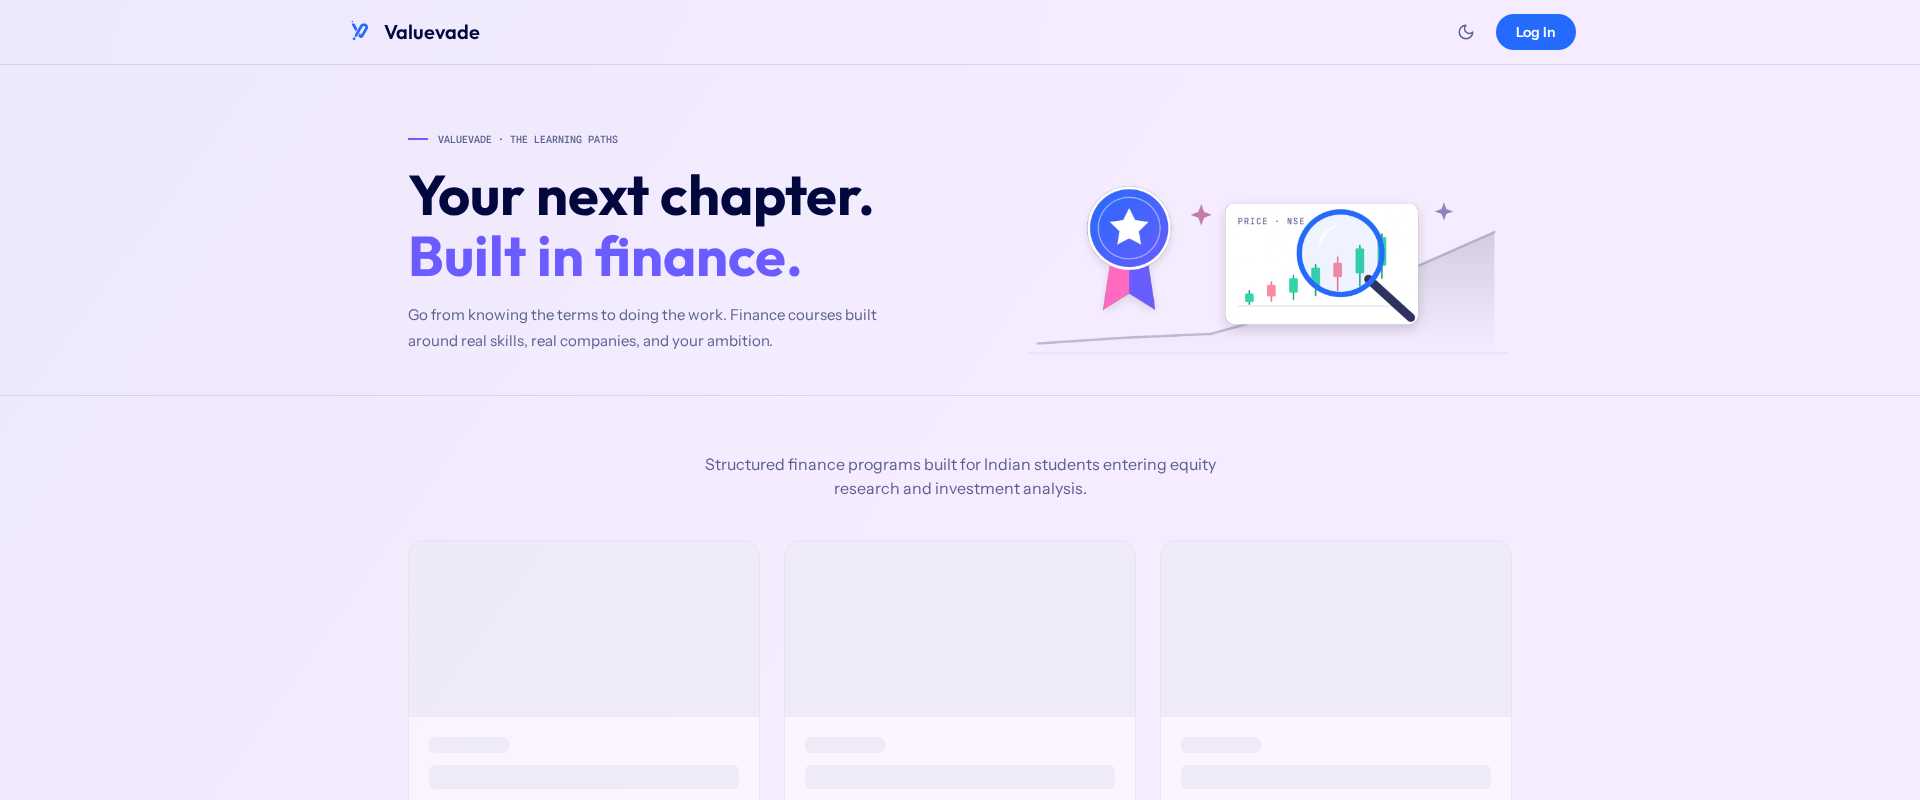 Valuevade
Log In
VALUEVADE · THE LEARNING PATHS
Your next chapter.
Built in finance.
Go from knowing the terms to doing the work. Finance courses built
around real skills, real companies, and your ambition.
PRICE · NSE
Structured finance programs built for Indian students entering equity
research and investment analysis.